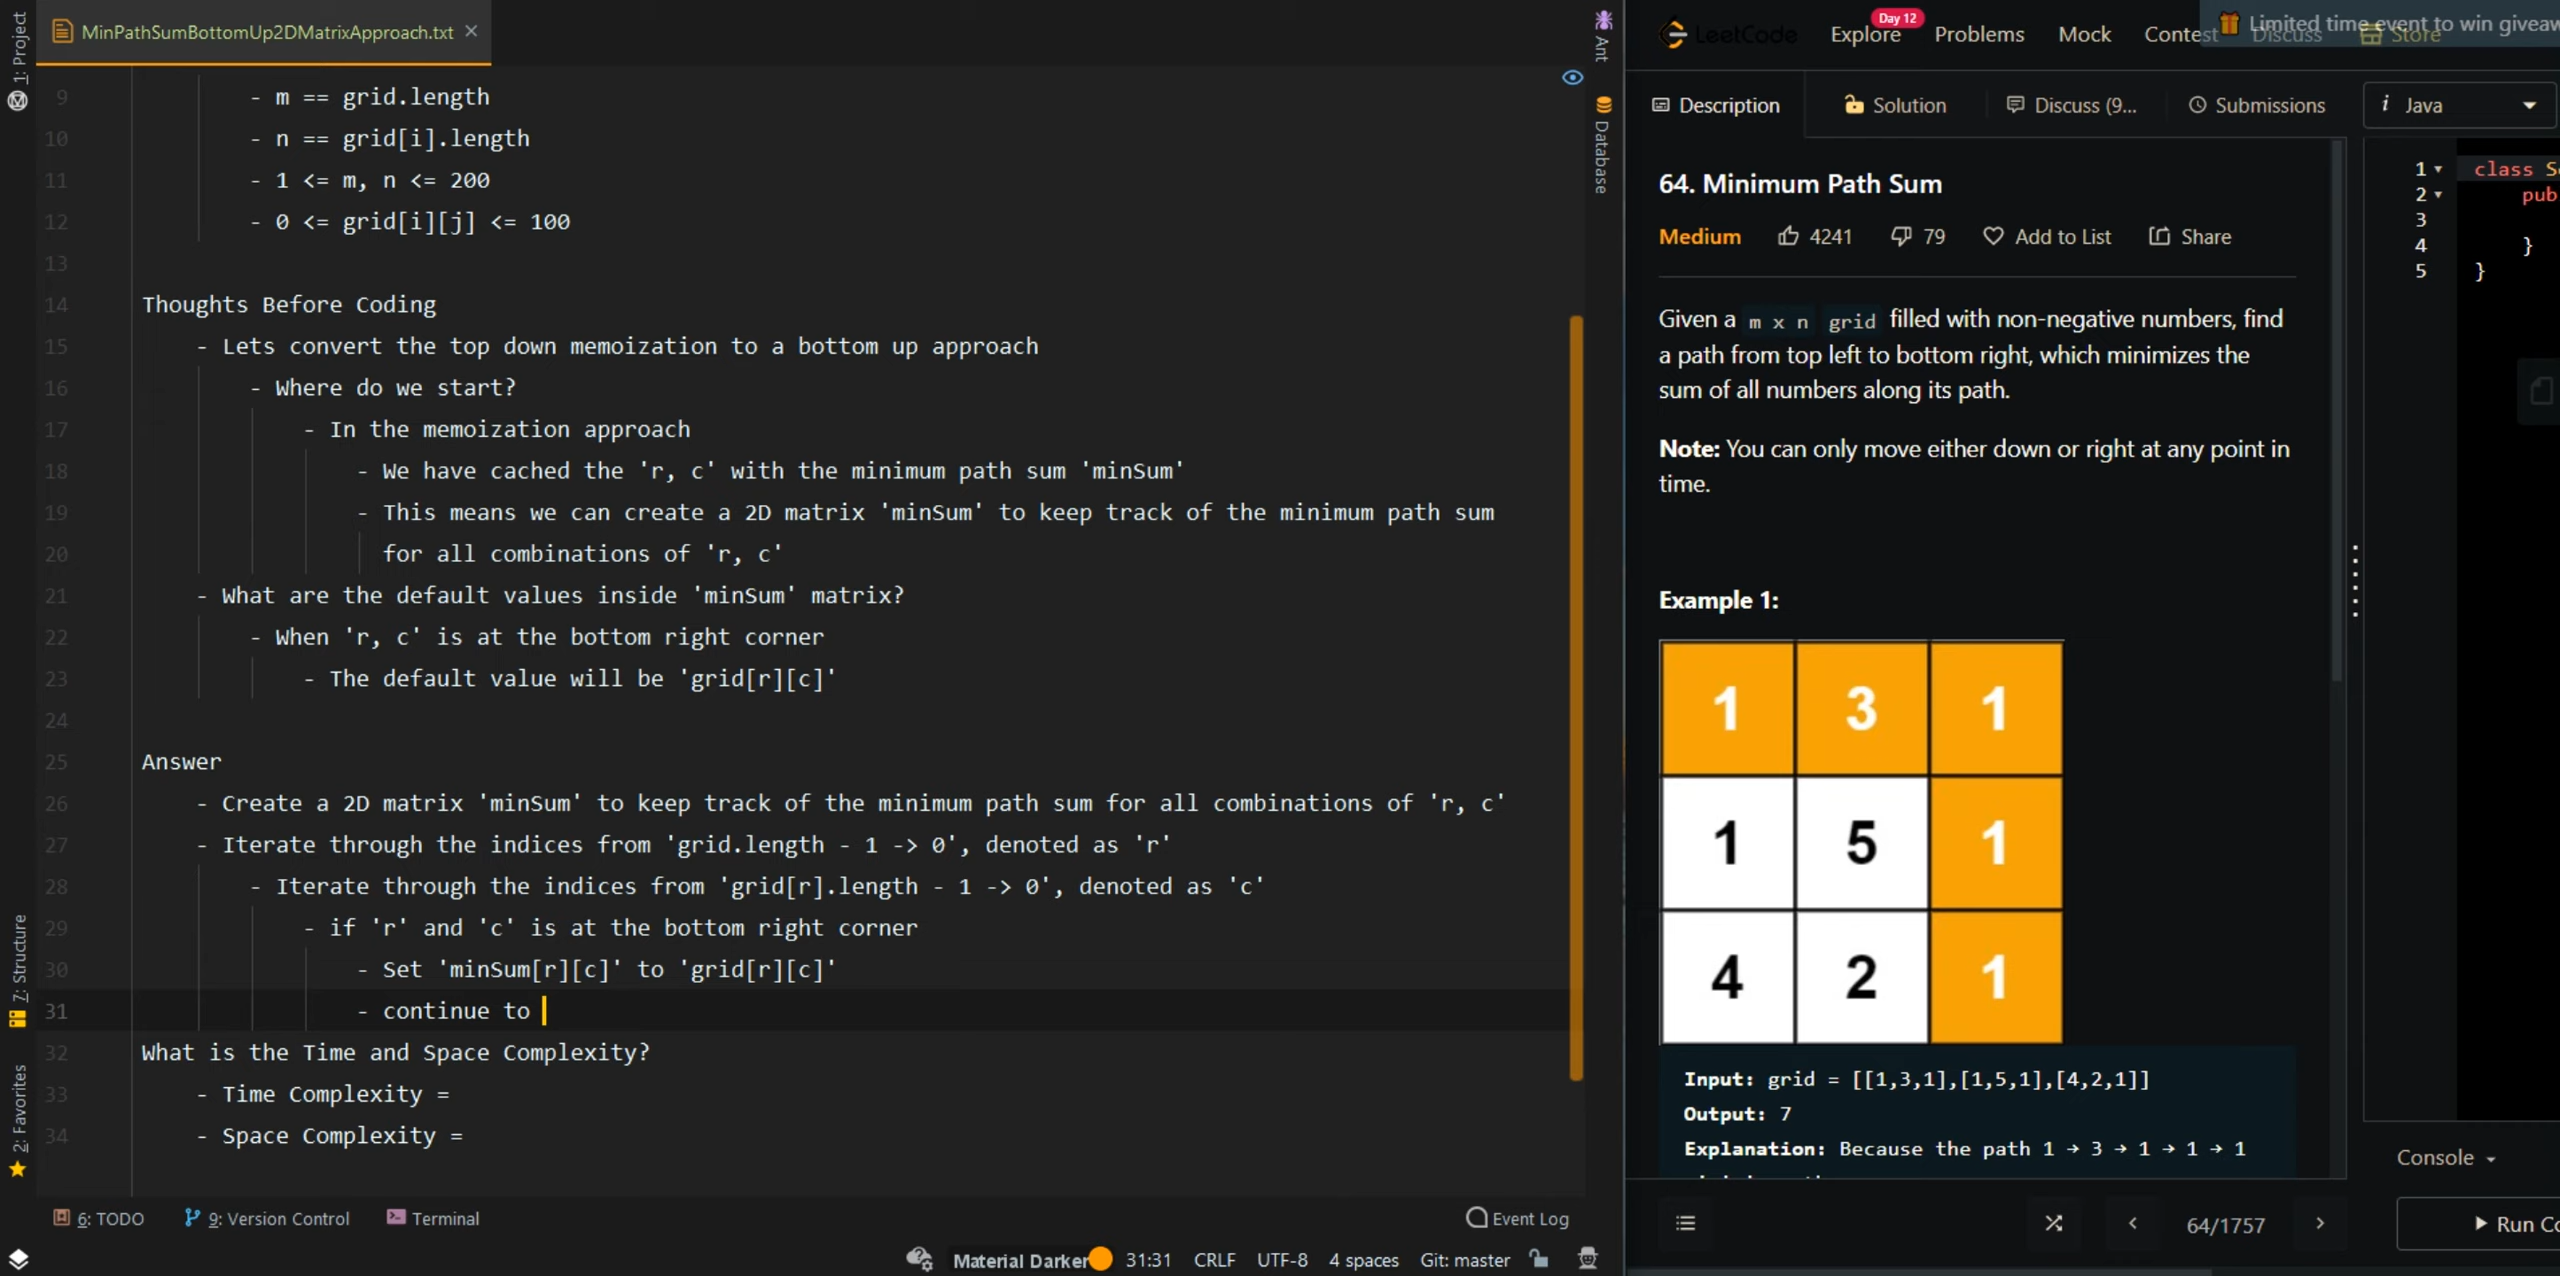 MinPathSumBottomUp2DMatrixApproach.txt
1: Project
9 - m == grid.length
10 - n == grid[i].length
11 - 1 <= m, n <= 200
12 - 0 <= grid[i][j] <= 100
13
14 Thoughts Before Coding
15 - Lets convert the top down memoization to a bottom up approach
16 - Where do we start?
17 - In the memoization approach
18 - We have cached the 'r, c' with the minimum path sum 'minSum'
19 - This means we can create a 2D matrix 'minSum' to keep track of the minimum path sum
20 for all combinations of 'r, c'
21 - What are the default values inside 'minSum' matrix?
22 - When 'r, c' is at the bottom right corner
23 - The default value will be 'grid[r][c]'
24
25 Answer
26 - Create a 2D matrix 'minSum' to keep track of the minimum path sum for all combinations of 'r, c'
27 - Iterate through the indices from 'grid.length - 1 -> 0', denoted as 'r'
28 - Iterate through the indices from 'grid[r].length - 1 -> 0', denoted as 'c'
29 - if 'r' and 'c' is at the bottom right corner
30 - Set 'minSum[r][c]' to 'grid[r][c]'
31 - continue to
32 What is the Time and Space Complexity?
33 - Time Complexity =
34 - Space Complexity =
7: Structure
2: Favorites
Ant
Database
6: TODO 9: Version Control Terminal Event Log
Material Darker 31:31 CRLF UTF-8 4 spaces Git: master
LeetCode Explore Day 12 Problems Mock Contest Discuss Store
Limited time event to win giveaw
Description Solution Discuss (9... Submissions
i Java
64. Minimum Path Sum
Medium 4241 79 Add to List Share
Given a m x n grid filled with non-negative numbers, find
a path from top left to bottom right, which minimizes the
sum of all numbers along its path.
Note: You can only move either down or right at any point in
time.
Example 1:
1 3 1
1 5 1
4 2 1
Input: grid = [[1,3,1],[1,5,1],[4,2,1]]
Output: 7
Explanation: Because the path 1 → 3 → 1 → 1 → 1
64/1757
1 class S
2 pub
3
4 }
5 }
Console
Run Co